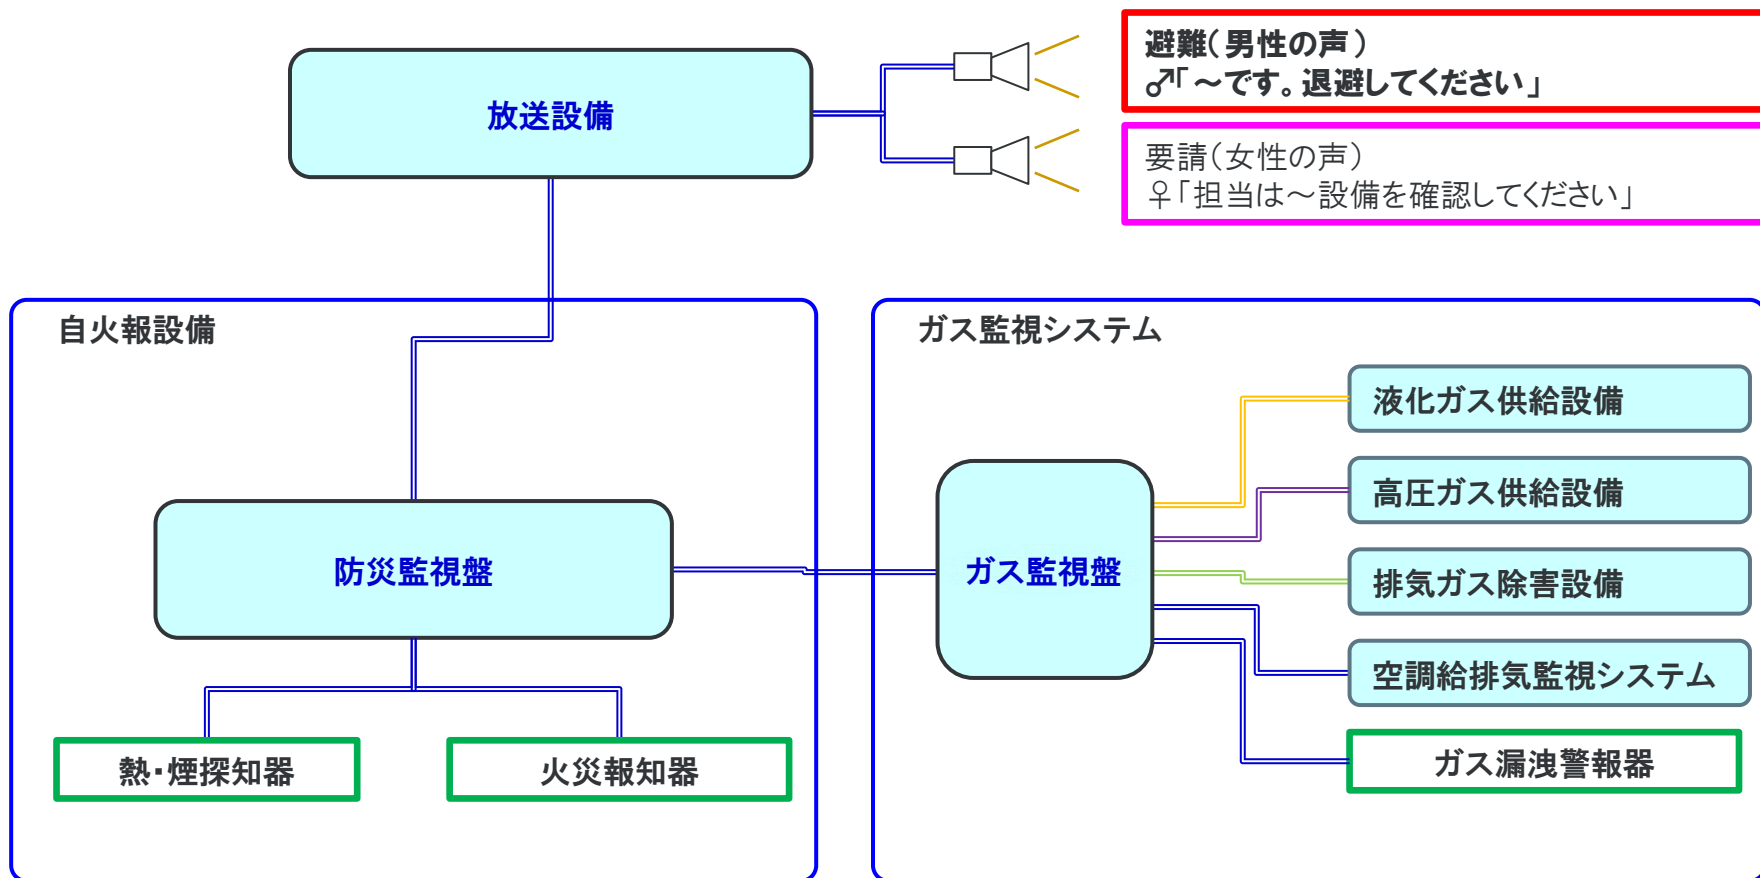 避難(男性の声)
♂「～です。退避してください」
放送設備
要請(女性の声)
♀「担当は～設備を確認してください」
自火報設備
ガス監視システム
液化ガス供給設備
高圧ガス供給設備
防災監視盤
ガス監視盤
排気ガス除害設備
空調給排気監視システム
熱・煙探知器
火災報知器
ガス漏洩警報器